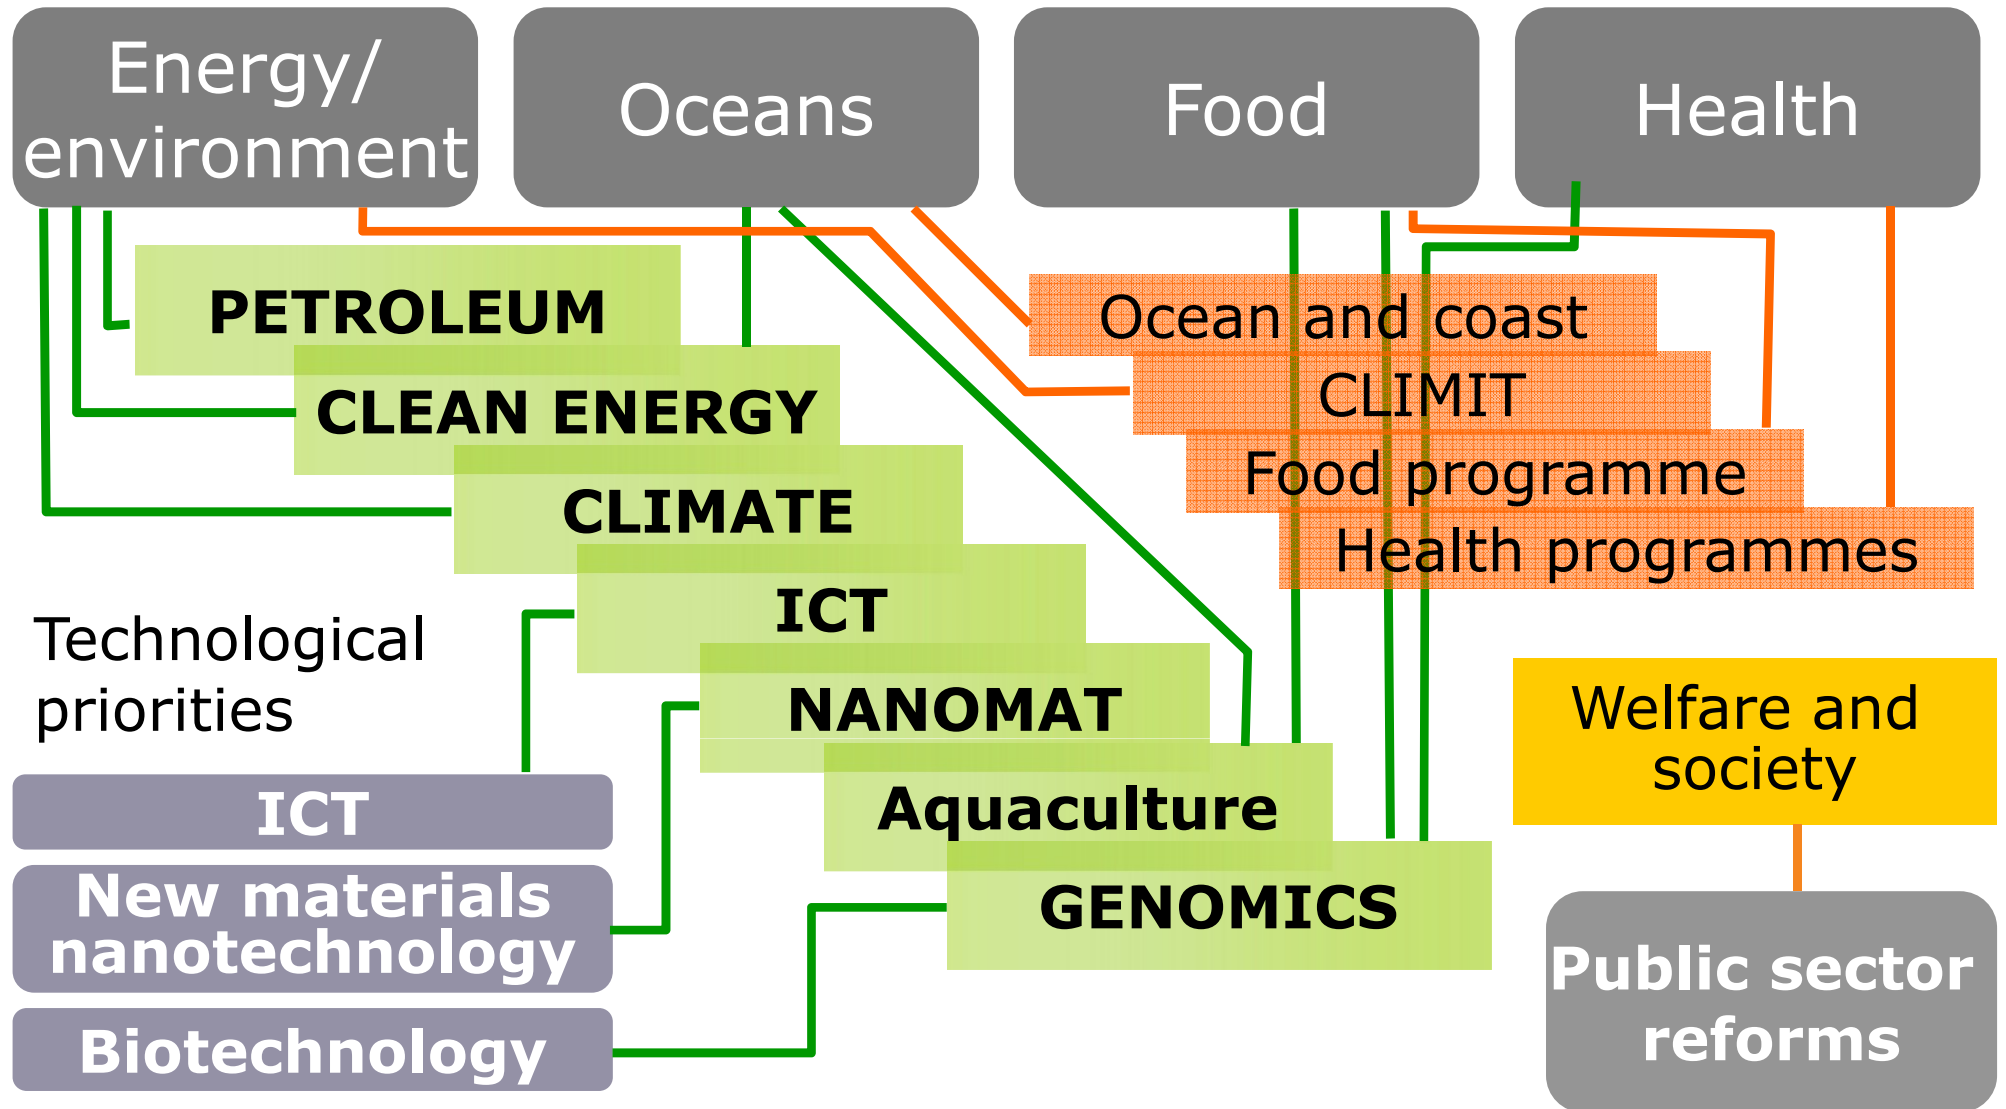 Energy/
environment
Oceans
Food
Health
PETROLEUM
CLEAN ENERGY
CLIMATE
ICT
NANOMAT
Aquaculture
GENOMICS
Ocean and coast
CLIMIT
Food programme
Health programmes
Technological
priorities
ICT
New materials
nanotechnology
Biotechnology
Welfare and
society
Public sector
reforms